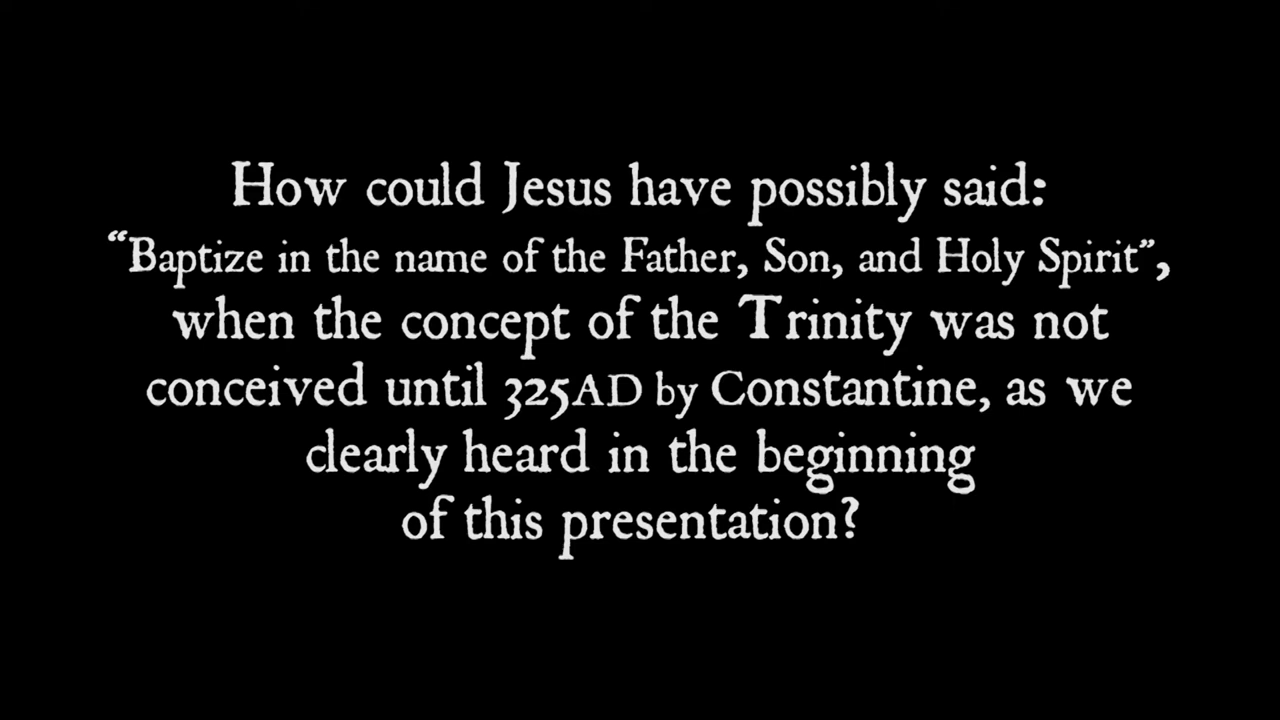 How could Jesus have possibly said:
“Baptize in the name of the Father, Son, and Holy Spirit”,
when the concept of the Trinity was not
conceived until 325AD by Constantine, as we
clearly heard in the beginning
of this presentation?